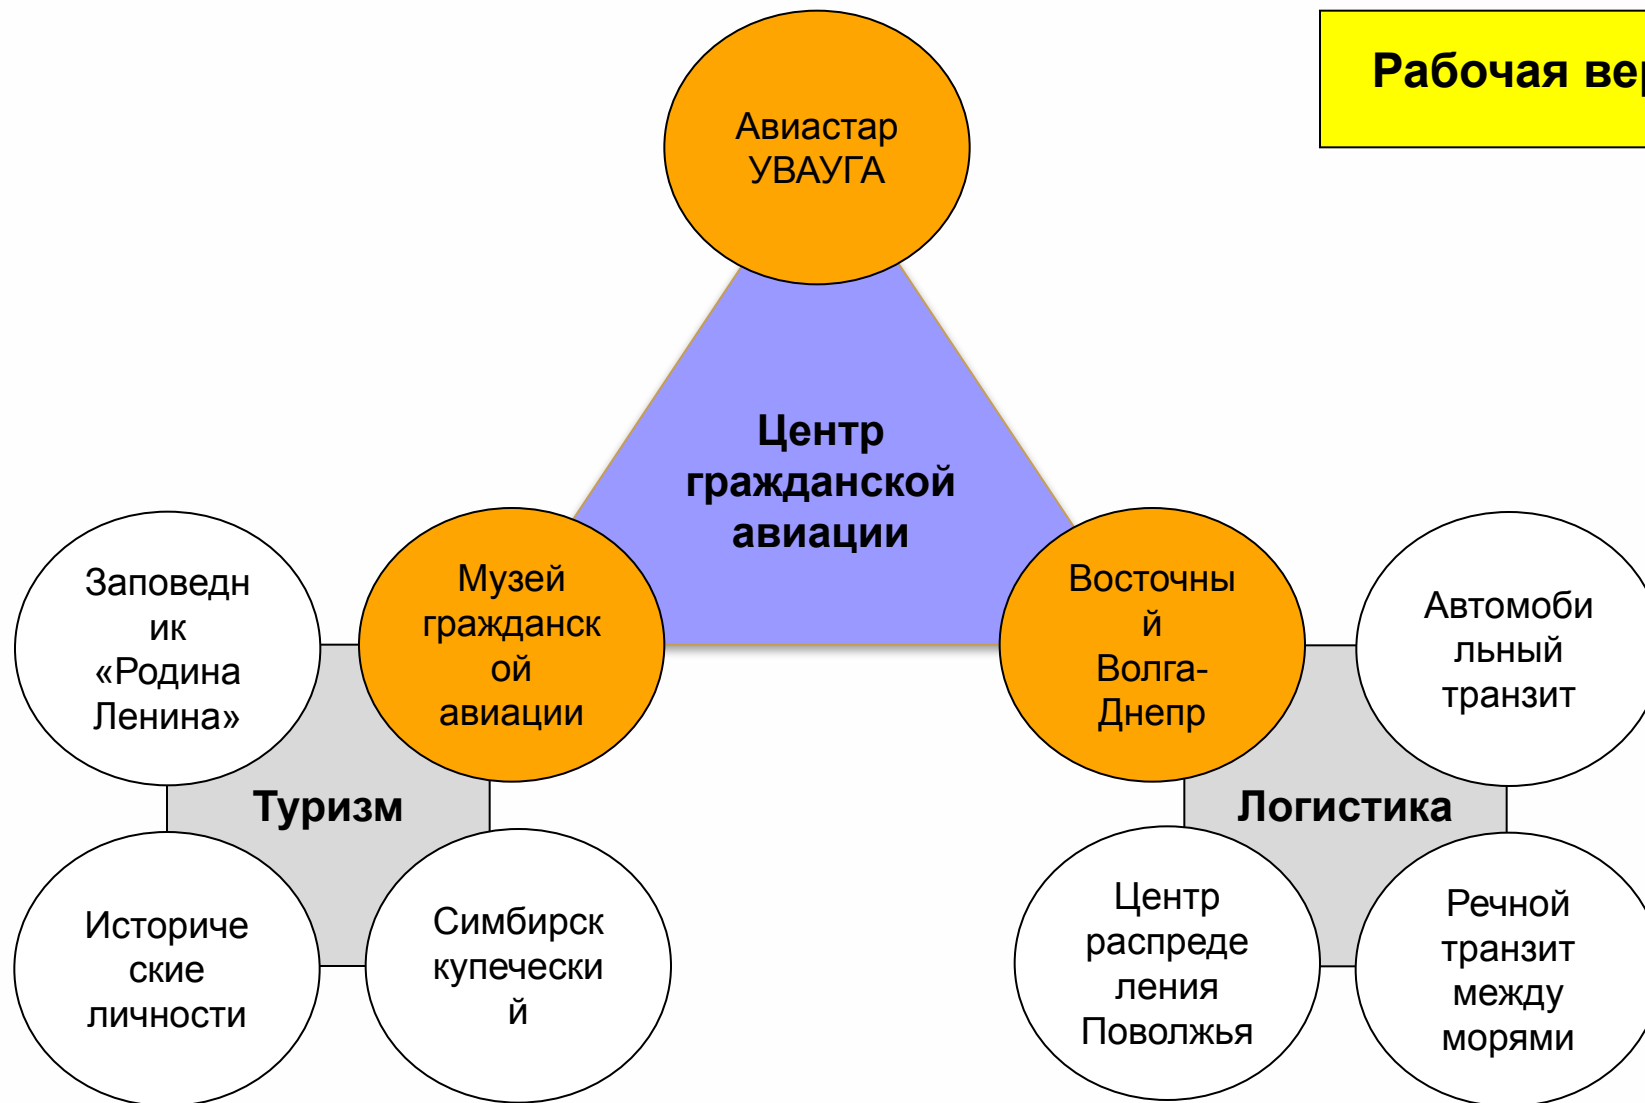 Авиастар
УВАУГА
Рабочая вер
Центр
гражданской
авиации
Заповедн
ик
«Родина
Ленина»
Музей
гражданск
ой
авиации
Восточны
й
Волга-
Днепр
Автомоби
льный
транзит
Туризм
Логистика
Историче
ские
личности
Симбирск
купечески
й
Центр
распреде
ления
Поволжья
Речной
транзит
между
морями